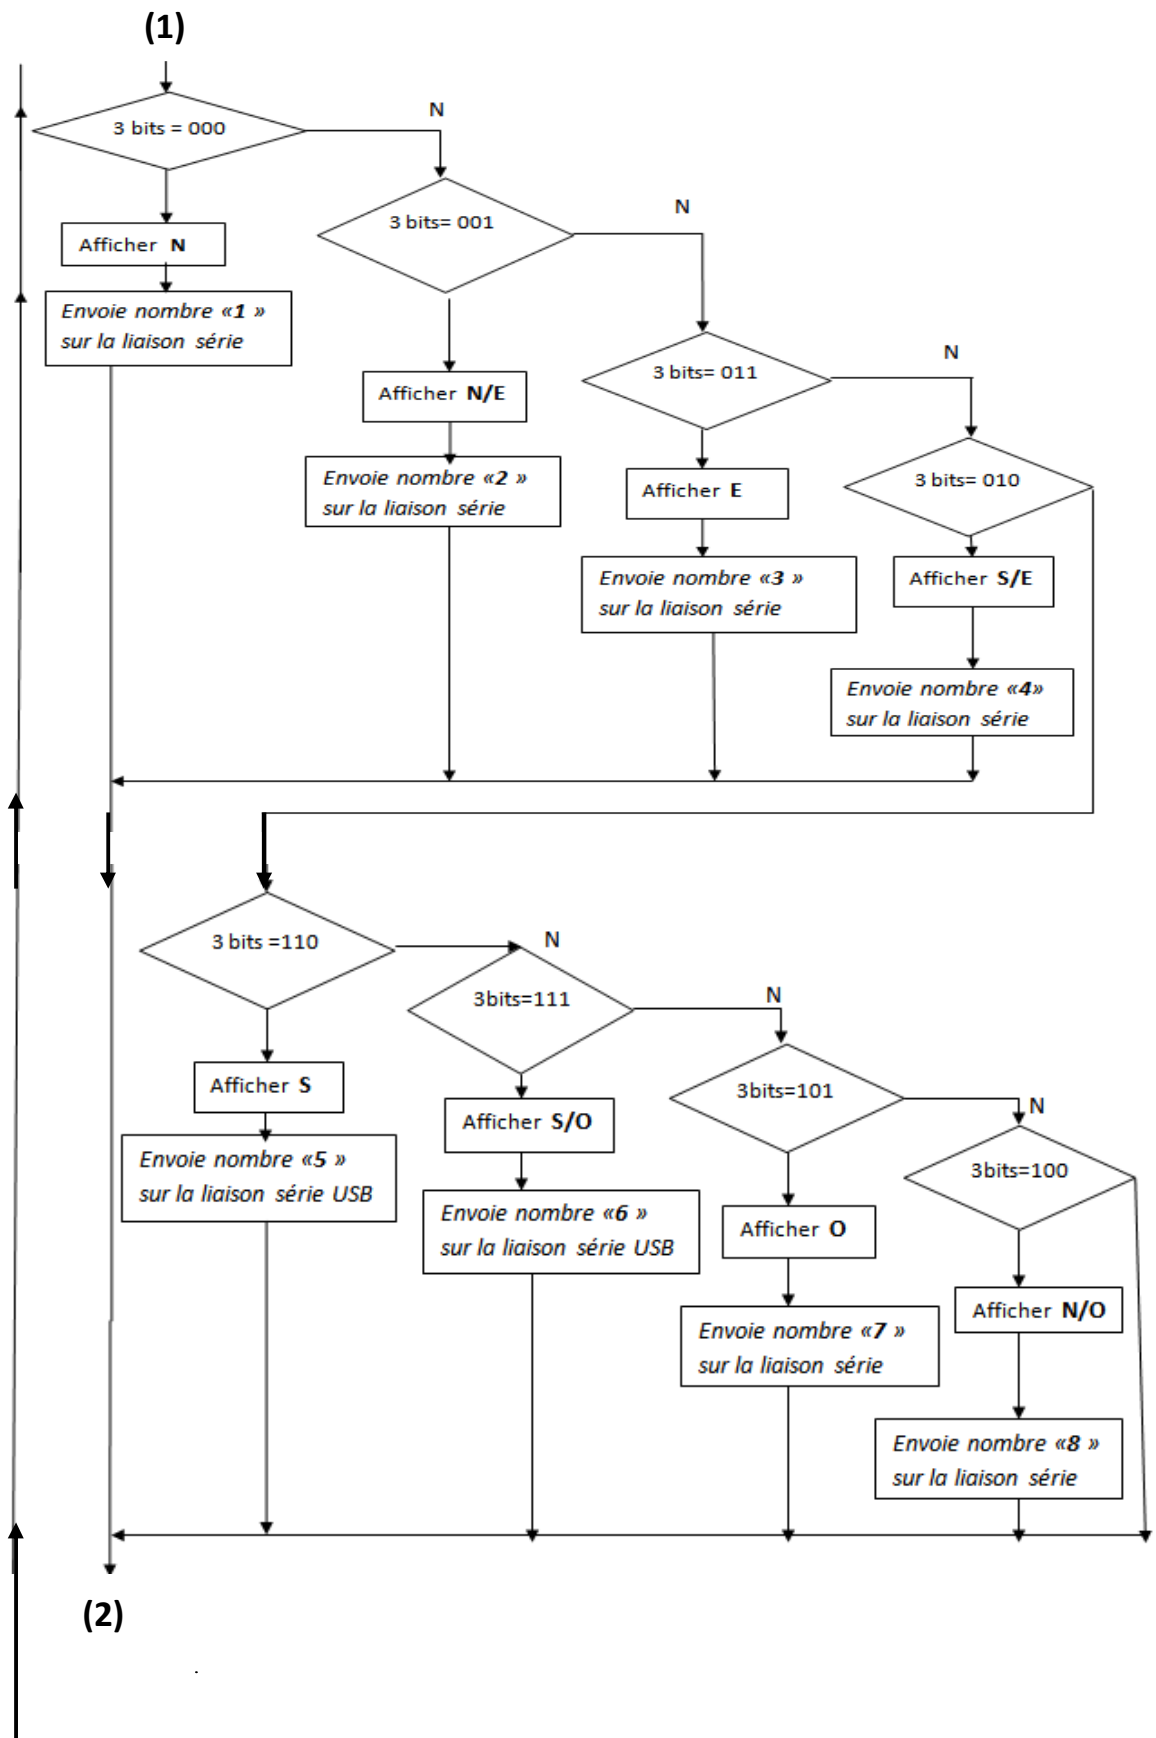 (1)
N
3 bits = 000
N
3 bits= 001
Afficher N
Envoie nombre «1 »
sur la liaison série
N
3 bits= 011
Afficher N/E
Envoie nombre «2 »
sur la liaison série
3 bits= 010
Afficher E
Afficher S/E
Envoie nombre «3 »
sur la liaison série
Envoie nombre «4»
sur la liaison série
3 bits =110
N
3bits=111
N
Afficher S
3bits=101
N
Afficher S/O
Envoie nombre «5 »
sur la liaison série USB
3bits=100
Envoie nombre «6 »
sur la liaison série USB
Afficher O
Afficher N/O
Envoie nombre «7 »
sur la liaison série
Envoie nombre «8 »
sur la liaison série
(2)